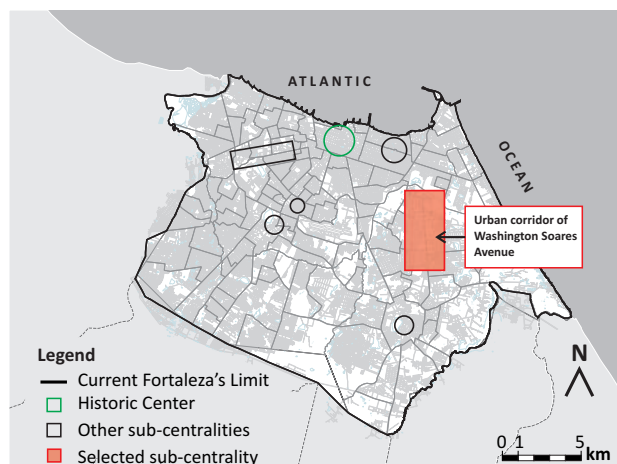 ATLANTIC
OCEAN
Urban corridor of
Washington Soares
Avenue
Legend
Current Fortaleza's Limit
Historic Center
Other sub-centralities
Selected sub-centrality
N
0 1 5
km